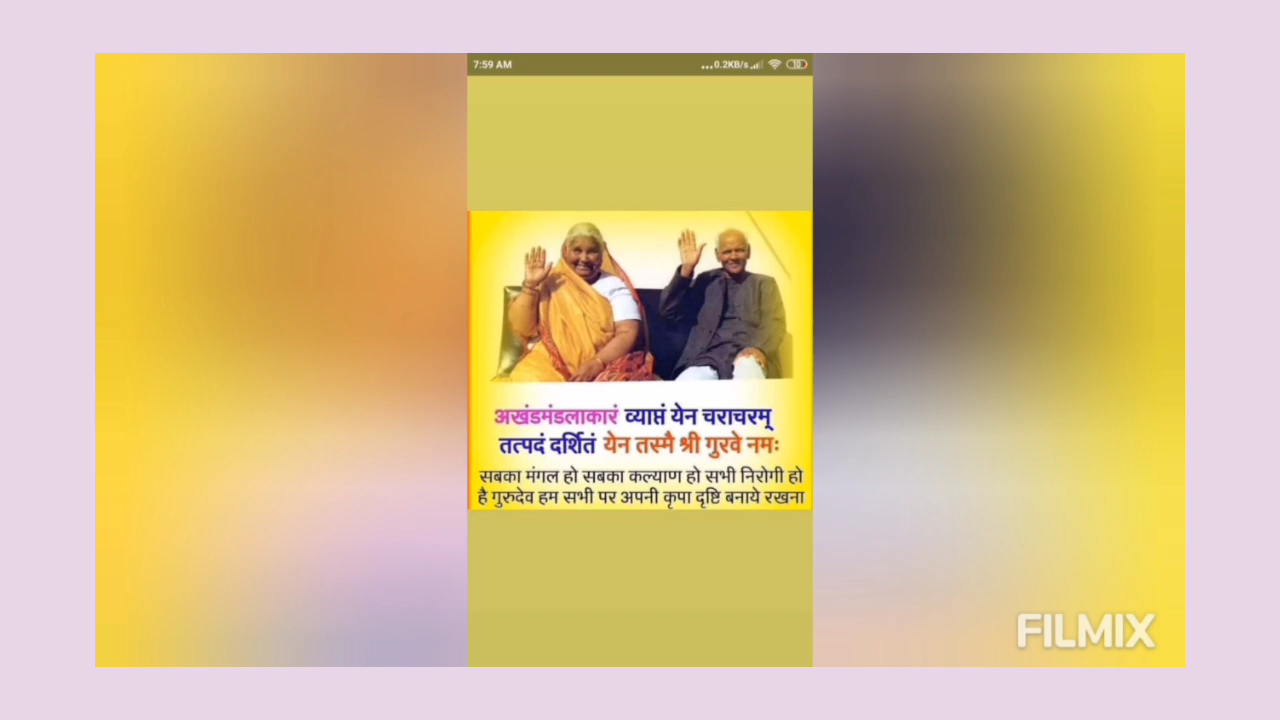 7:59 AM ...0.2KB/s 10
अखंडमंडलाकारं व्याप्तं येन चराचरम्
तत्पदं दर्शितं येन तस्मै श्री गुरवे नमः
सबका मंगल हो सबका कल्याण हो सभी निरोगी हो
है गुरुदेव हम सभी पर अपनी कृपा दृष्टि बनाये रखना
FILMIX